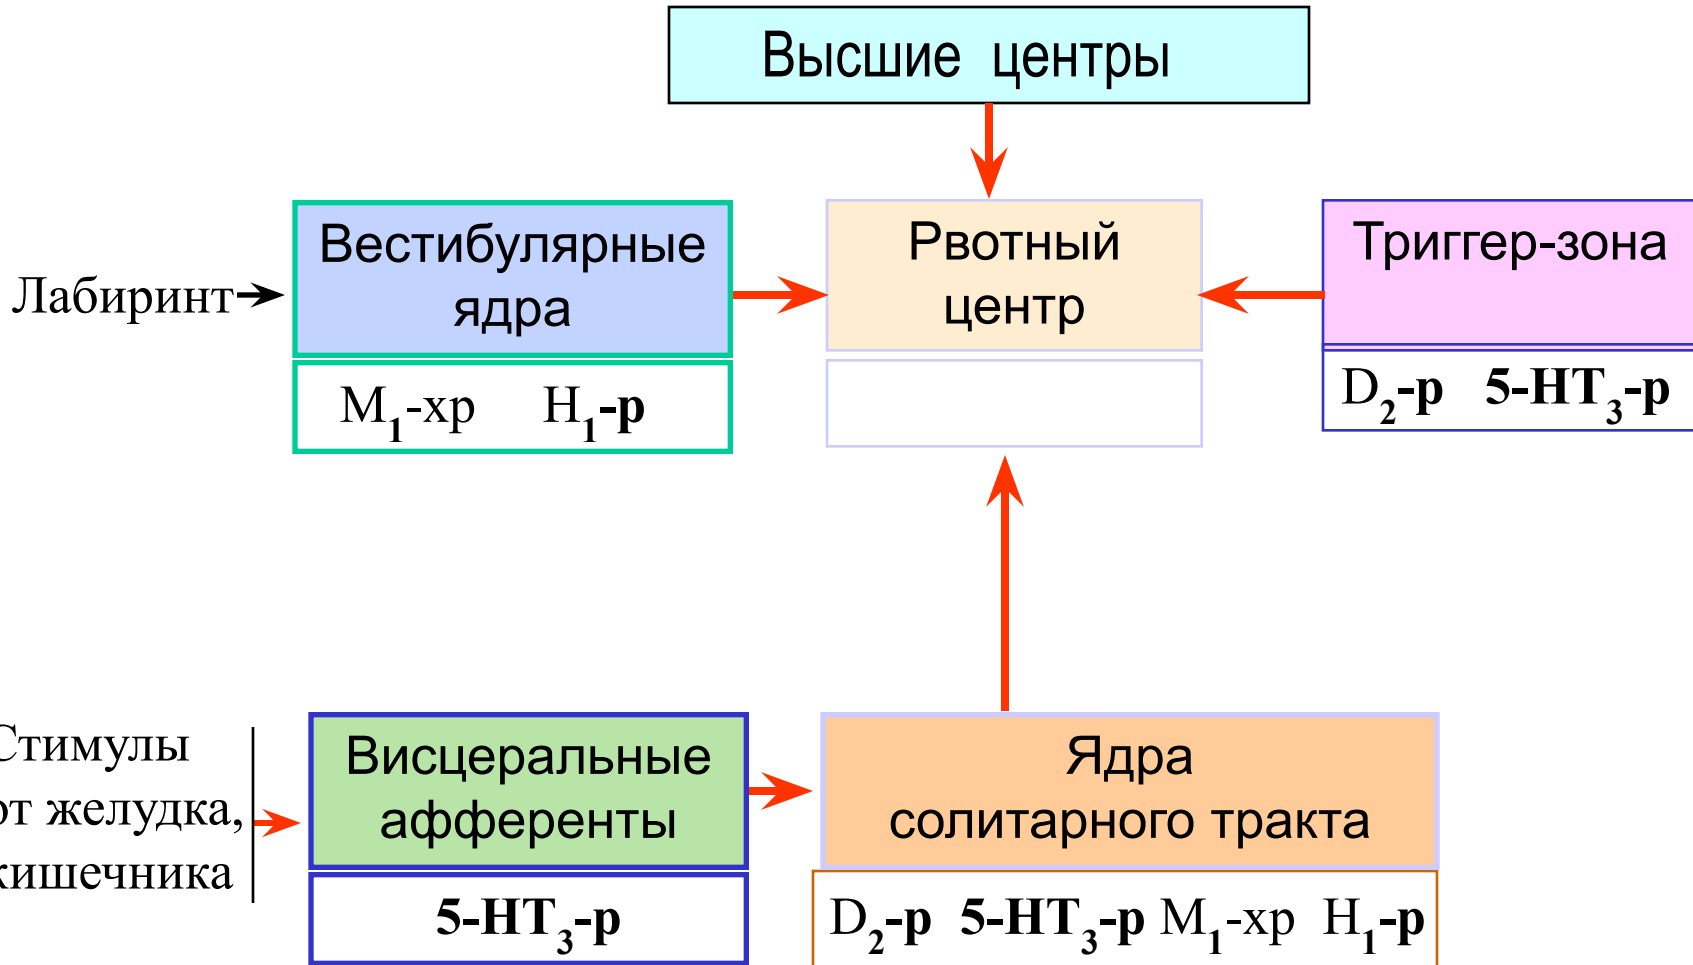 Высшие центры
Вестибулярные
ядра
Рвотный
центр
Триггер-зона
Лабиринт
M₁-хр H₁-р
D₂-р 5-HT₃-р
Стимулы
от желудка,
кишечника
Висцеральные
афференты
Ядра
солитарного тракта
5-HT₃-р
D₂-р 5-HT₃-р M₁-хр H₁-р